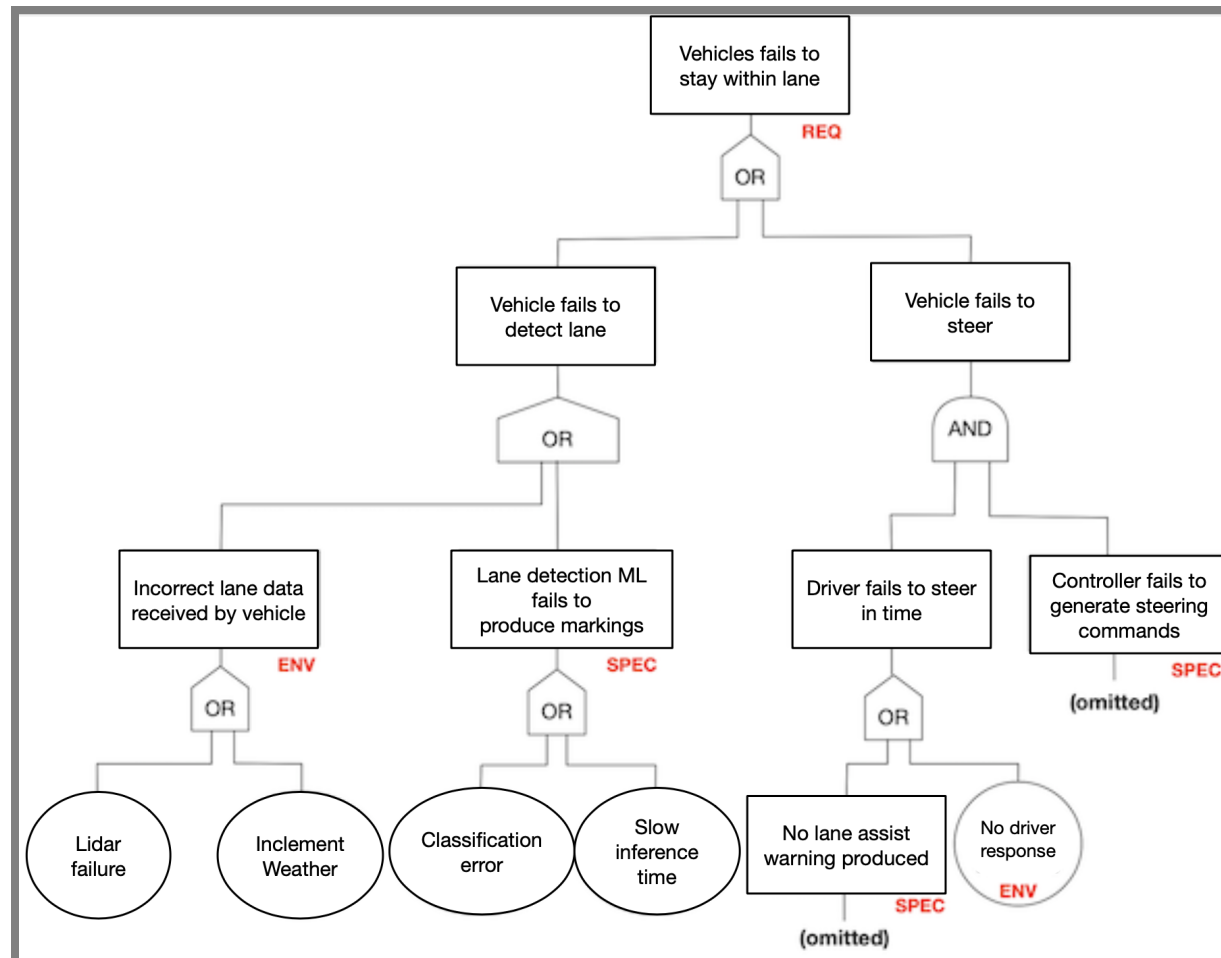 Vehicles fails to
stay within lane
REQ
OR
Vehicle fails to
detect lane
Vehicle fails to
steer
OR
AND
Incorrect lane data
received by vehicle
ENV
Lane detection ML
fails to
produce markings
SPEC
Driver fails to steer
in time
Controller fails to
generate steering
commands
SPEC
(omitted)
OR
OR
OR
Lidar
failure
Inclement
Weather
Classification
error
Slow
inference
time
No lane assist
warning produced
SPEC
(omitted)
No driver
response
ENV